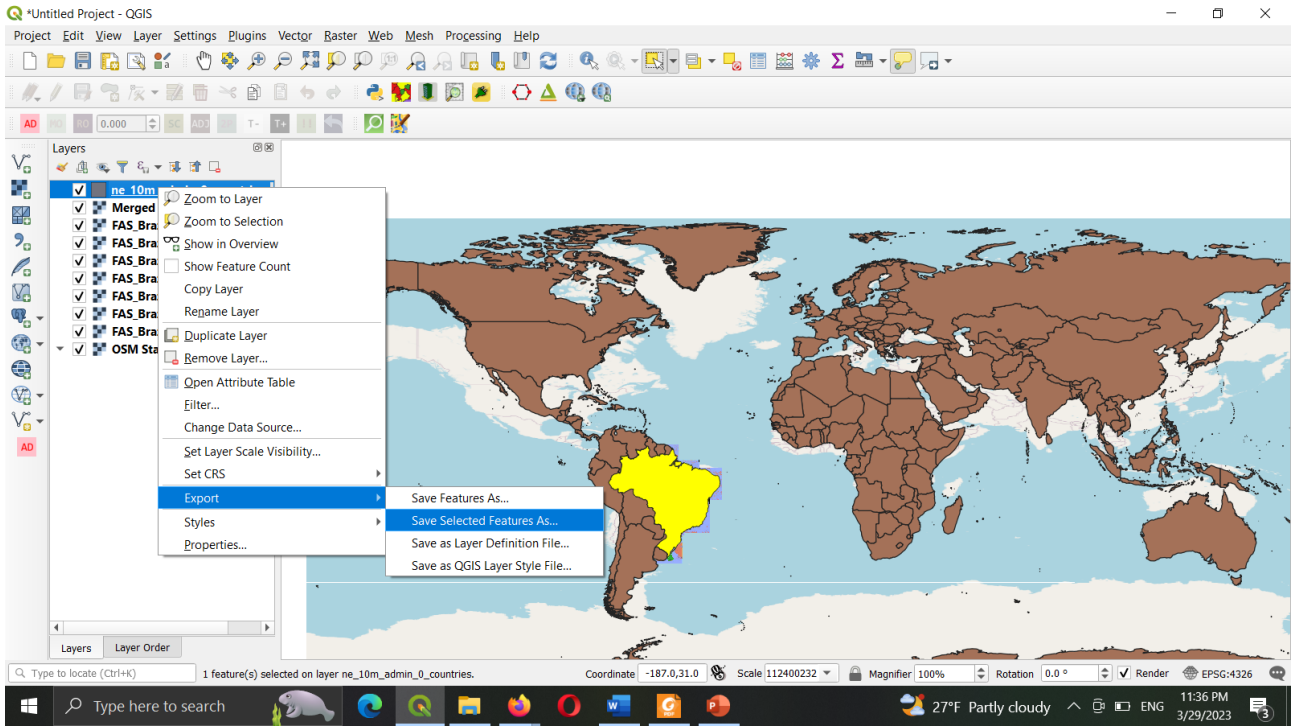 *Untitled Project - QGIS
Project Edit View Layer Settings Plugins Vector Raster Web Mesh Processing Help
AD 0.000 SC ADJ T- T+
Layers
ne_10m
Merged
FAS_Bra
FAS_Bra
FAS_Bra
FAS_Bra
FAS_Bra
FAS_Bra
FAS_Bra
OSM Sta
AD
Zoom to Layer
Zoom to Selection
Show in Overview
Show Feature Count
Copy Layer
Rename Layer
Duplicate Layer
Remove Layer...
Open Attribute Table
Filter...
Change Data Source...
Set Layer Scale Visibility...
Set CRS
Export
Styles
Properties...
Save Features As...
Save Selected Features As...
Save as Layer Definition File...
Save as QGIS Layer Style File...
Layers Layer Order
Type to locate (Ctrl+K) 1 feature(s) selected on layer ne_10m_admin_0_countries. Coordinate -187.0,31.0 Scale 112400232 Magnifier 100% Rotation 0.0 ° Render EPSG:4326
Type here to search 27°F Partly cloudy ENG 11:36 PM
3/29/2023 3